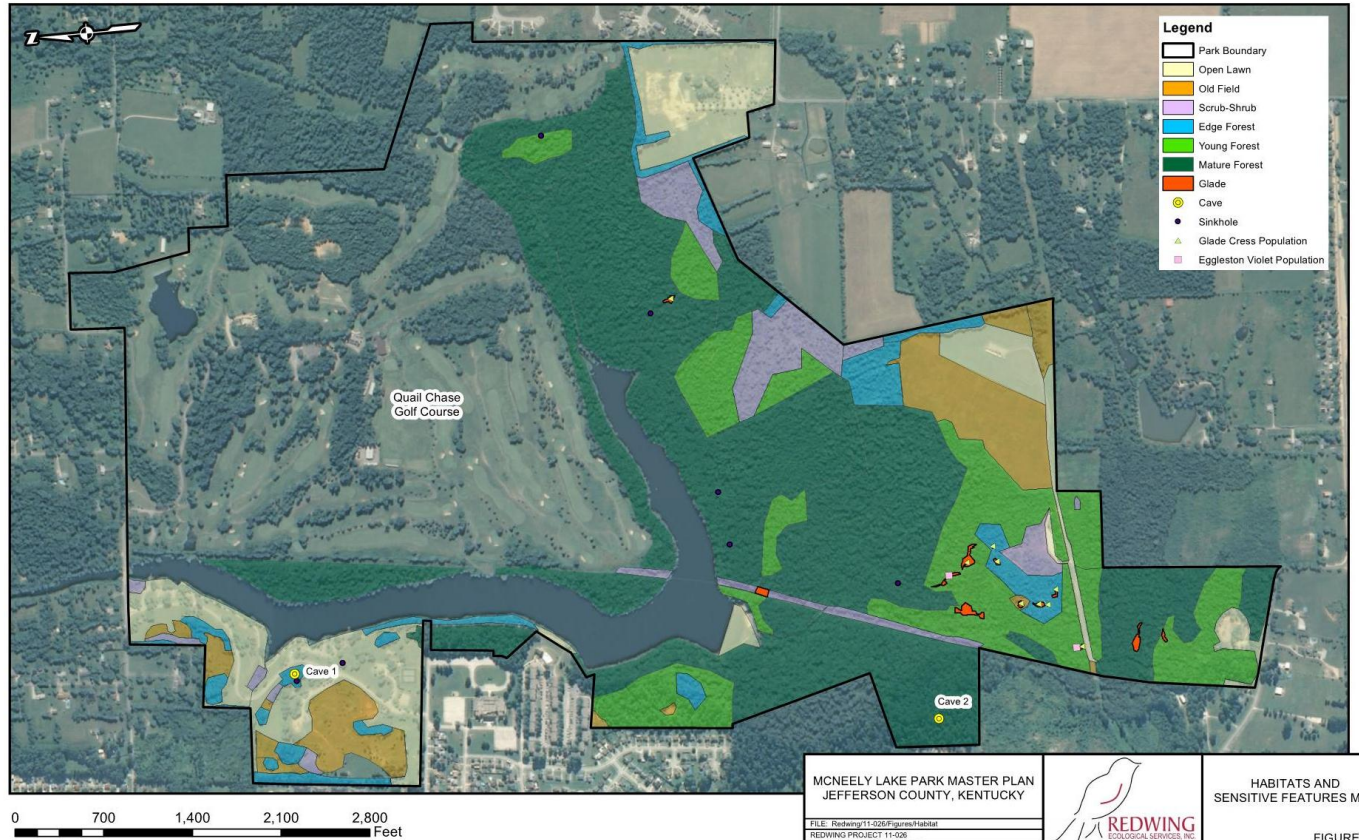 Z
Legend
Park Boundary
Open Lawn
Old Field
Scrub-Shrub
Edge Forest
Young Forest
Mature Forest
Glade
Cave
Sinkhole
Glade Cress Population
Eggleston Violet Population
Quail Chase
Golf Course
Cave 1
Cave 2
0 700 1,400 2,100 2,800
Feet
MCNEELY LAKE PARK MASTER PLAN
JEFFERSON COUNTY, KENTUCKY
FILE: Redwing/11-026/Figures/Habitat
REDWING PROJECT 11-026
REDWING
ECOLOGICAL SERVICES, INC.
HABITATS AND
SENSITIVE FEATURES M
FIGURE